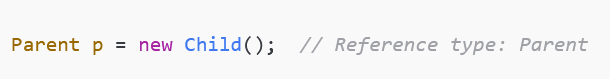 Parent p = new Child();  // Reference type: Parent